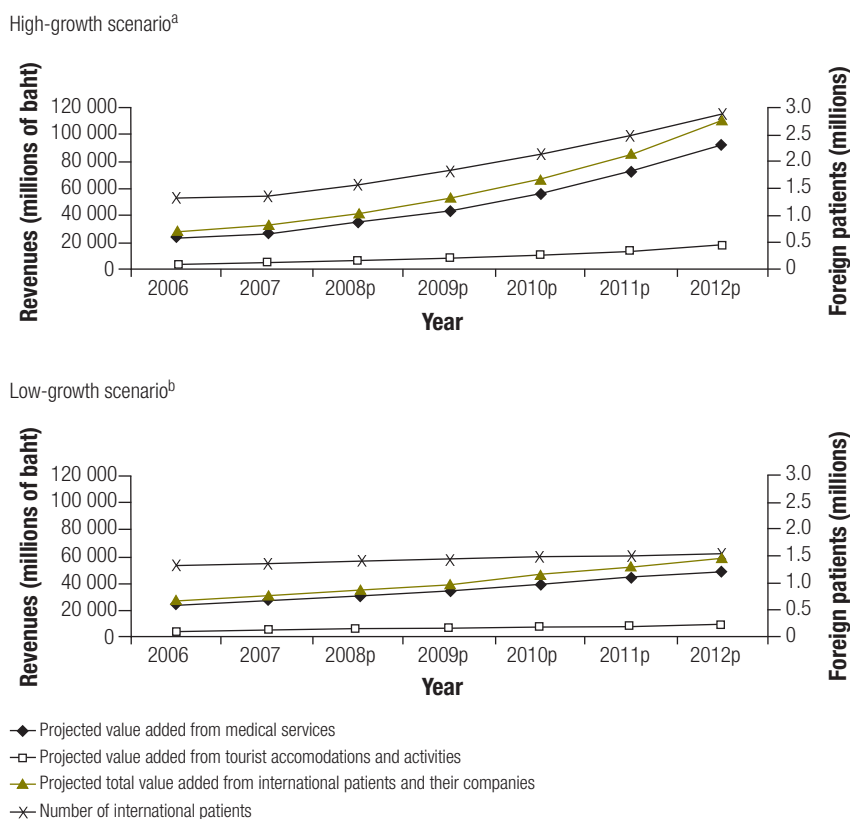 High-growth scenarioa
Revenues (millions of baht)
120 000
100 000
80 000
60 000
40 000
20 000
0
3.0
2.5
2.0
1.5
1.0
0.5
0
Foreign patients (millions)
2006 2007 2008p 2009p 2010p 2011p 2012p
Year
Low-growth scenariob
Revenues (millions of baht)
120 000
100 000
80 000
60 000
40 000
20 000
0
3.0
2.5
2.0
1.5
1.0
0.5
0
Foreign patients (millions)
2006 2007 2008p 2009p 2010p 2011p 2012p
Year
Projected value added from medical services
Projected value added from tourist accomodations and activities
Projected total value added from international patients and their companies
Number of international patients